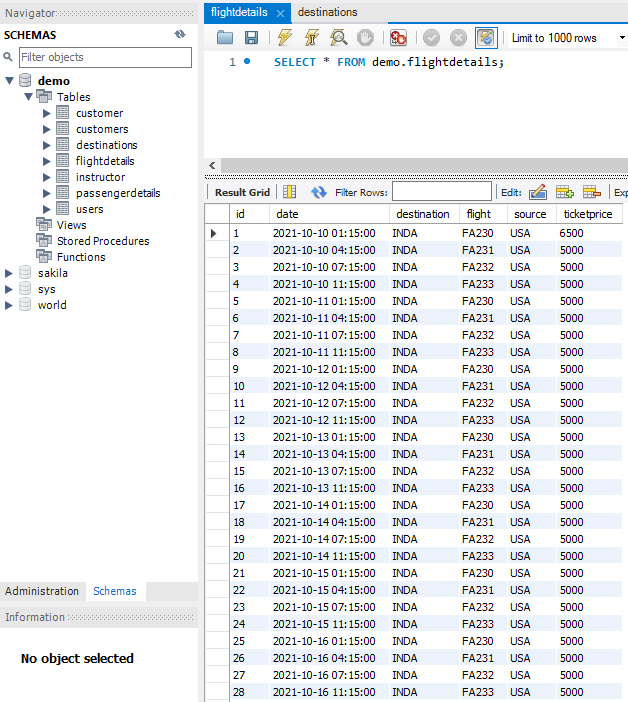 Navigator
SCHEMAS
Filter objects
demo
Tables
customer
customers
destinations
flightdetails
instructor
passengerdetails
users
Views
Stored Procedures
Functions
sakila
sys
world
Administration Schemas
Information
No object selected
flightdetails destinations
Limit to 1000 rows
1 SELECT * FROM demo.flightdetails;
Result Grid Filter Rows: Edit: Exp
id date destination flight source ticketprice
1 2021-10-10 01:15:00 INDA FA230 USA 6500
2 2021-10-10 04:15:00 INDA FA231 USA 5000
3 2021-10-10 07:15:00 INDA FA232 USA 5000
4 2021-10-10 11:15:00 INDA FA233 USA 5000
5 2021-10-11 01:15:00 INDA FA230 USA 5000
6 2021-10-11 04:15:00 INDA FA231 USA 5000
7 2021-10-11 07:15:00 INDA FA232 USA 5000
8 2021-10-11 11:15:00 INDA FA233 USA 5000
9 2021-10-12 01:15:00 INDA FA230 USA 5000
10 2021-10-12 04:15:00 INDA FA231 USA 5000
11 2021-10-12 07:15:00 INDA FA232 USA 5000
12 2021-10-12 11:15:00 INDA FA233 USA 5000
13 2021-10-13 01:15:00 INDA FA230 USA 5000
14 2021-10-13 04:15:00 INDA FA231 USA 5000
15 2021-10-13 07:15:00 INDA FA232 USA 5000
16 2021-10-13 11:15:00 INDA FA233 USA 5000
17 2021-10-14 01:15:00 INDA FA230 USA 5000
18 2021-10-14 04:15:00 INDA FA231 USA 5000
19 2021-10-14 07:15:00 INDA FA232 USA 5000
20 2021-10-14 11:15:00 INDA FA233 USA 5000
21 2021-10-15 01:15:00 INDA FA230 USA 5000
22 2021-10-15 04:15:00 INDA FA231 USA 5000
23 2021-10-15 07:15:00 INDA FA232 USA 5000
24 2021-10-15 11:15:00 INDA FA233 USA 5000
25 2021-10-16 01:15:00 INDA FA230 USA 5000
26 2021-10-16 04:15:00 INDA FA231 USA 5000
27 2021-10-16 07:15:00 INDA FA232 USA 5000
28 2021-10-16 11:15:00 INDA FA233 USA 5000